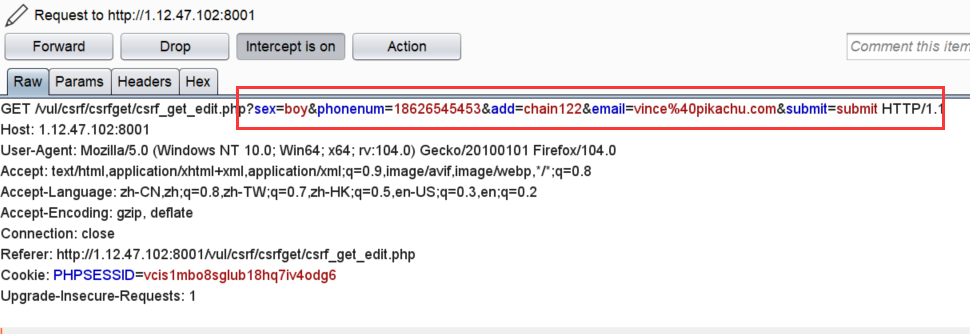 Request to http://1.12.47.102:8001
Forward Drop Intercept is on Action Comment this item
Raw Params Headers Hex
GET /vul/csrf/csrfget/csrf_get_edit.php?sex=boy&phonenum=18626545453&add=chain122&email=vince%40pikachu.com&submit=submit HTTP/1.1
Host: 1.12.47.102:8001
User-Agent: Mozilla/5.0 (Windows NT 10.0; Win64; x64; rv:104.0) Gecko/20100101 Firefox/104.0
Accept: text/html,application/xhtml+xml,application/xml;q=0.9,image/avif,image/webp,*/*;q=0.8
Accept-Language: zh-CN,zh;q=0.8,zh-TW;q=0.7,zh-HK;q=0.5,en-US;q=0.3,en;q=0.2
Accept-Encoding: gzip, deflate
Connection: close
Referer: http://1.12.47.102:8001/vul/csrf/csrfget/csrf_get_edit.php
Cookie: PHPSESSID=vcis1mbo8sglub18hq7iv4odg6
Upgrade-Insecure-Requests: 1